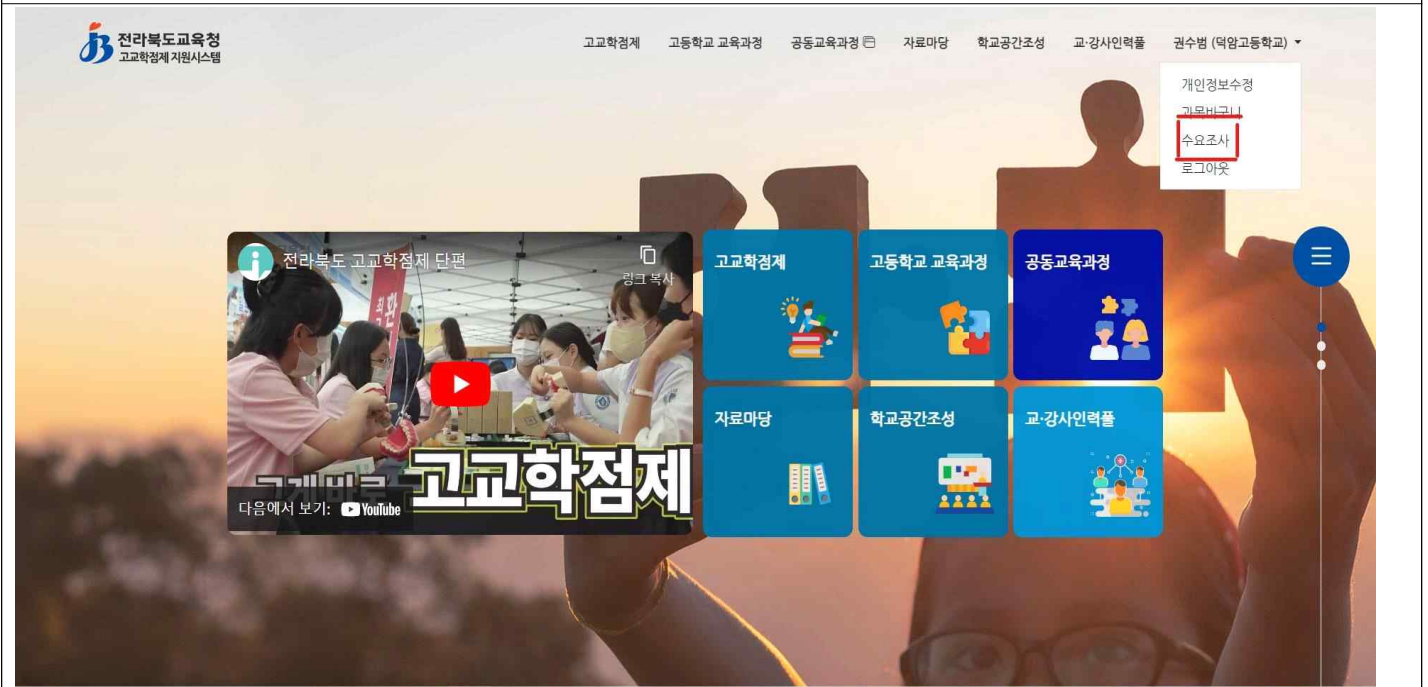 전라북도교육청
고교학점제 지원시스템
고교학점제 고등학교 교육과정 공동교육과정 자료마당 학교공간조성 교·강사인력풀 권수범 (덕암고등학교)
개인정보수정
과목바구니
수요조사
로그아웃
전라북도 고교학점제 단편
링크 복사
고교학점제
다음에서 보기: YouTube
고교학점제 고등학교 교육과정 공동교육과정
자료마당 학교공간조성 교·강사인력풀